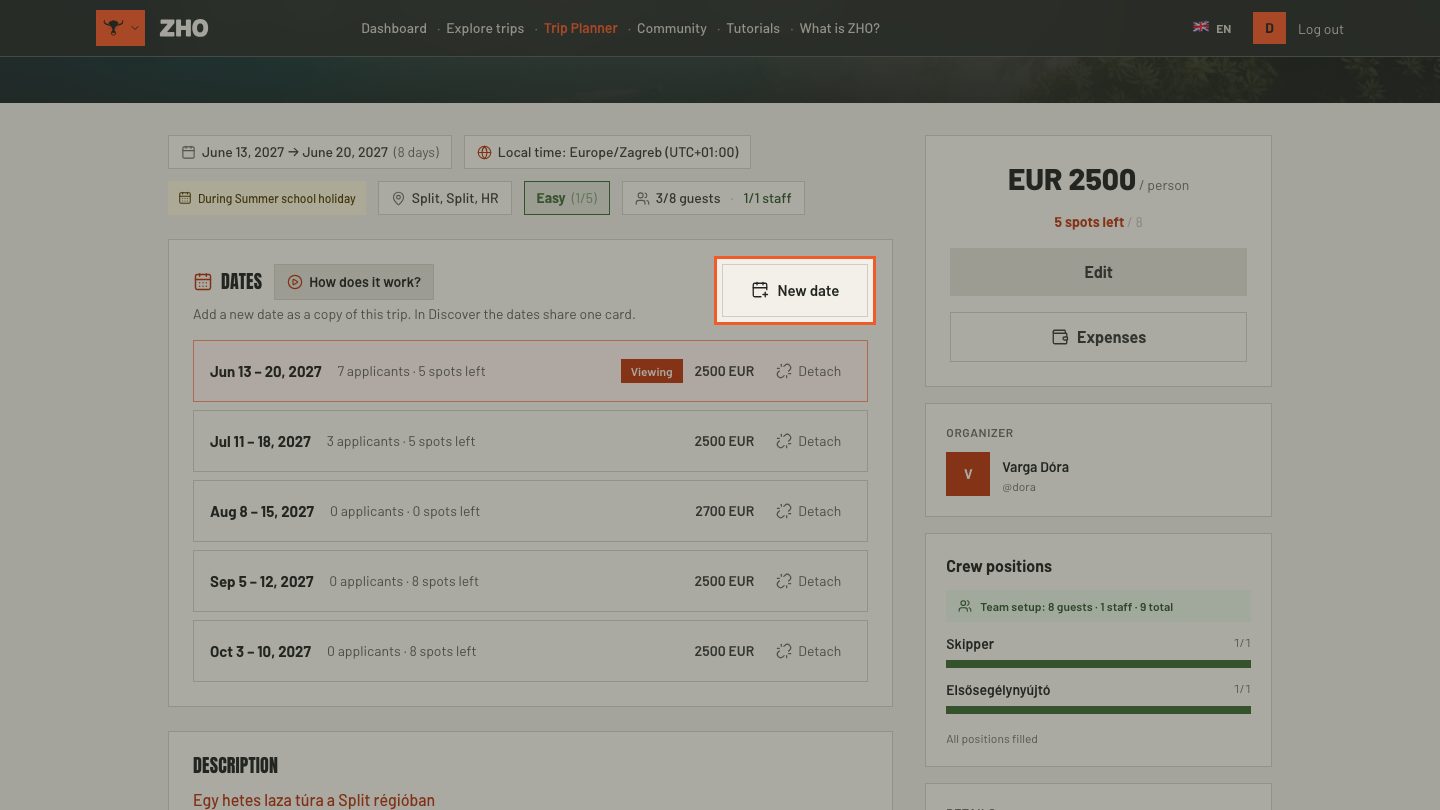 ZHO
Dashboard · Explore trips · Trip Planner · Community · Tutorials · What is ZHO?
EN
D
Log out
June 13, 2027 → June 20, 2027 (8 days)
Local time: Europe/Zagreb (UTC+01:00)
During Summer school holiday
Split, Split, HR
Easy (1/5)
3/8 guests · 1/1 staff
DATES
How does it work?
New date
Add a new date as a copy of this trip. In Discover the dates share one card.
Jun 13 – 20, 2027 7 applicants · 5 spots left Viewing 2500 EUR Detach
Jul 11 – 18, 2027 3 applicants · 5 spots left 2500 EUR Detach
Aug 8 – 15, 2027 0 applicants · 0 spots left 2700 EUR Detach
Sep 5 – 12, 2027 0 applicants · 8 spots left 2500 EUR Detach
Oct 3 – 10, 2027 0 applicants · 8 spots left 2500 EUR Detach
DESCRIPTION
Egy hetes laza túra a Split régióban
EUR 2500 / person
5 spots left / 8
Edit
Expenses
ORGANIZER
V
Varga Dóra
@dora
Crew positions
Team setup: 8 guests · 1 staff · 9 total
Skipper 1/1
Elsősegélynyújtó 1/1
All positions filled